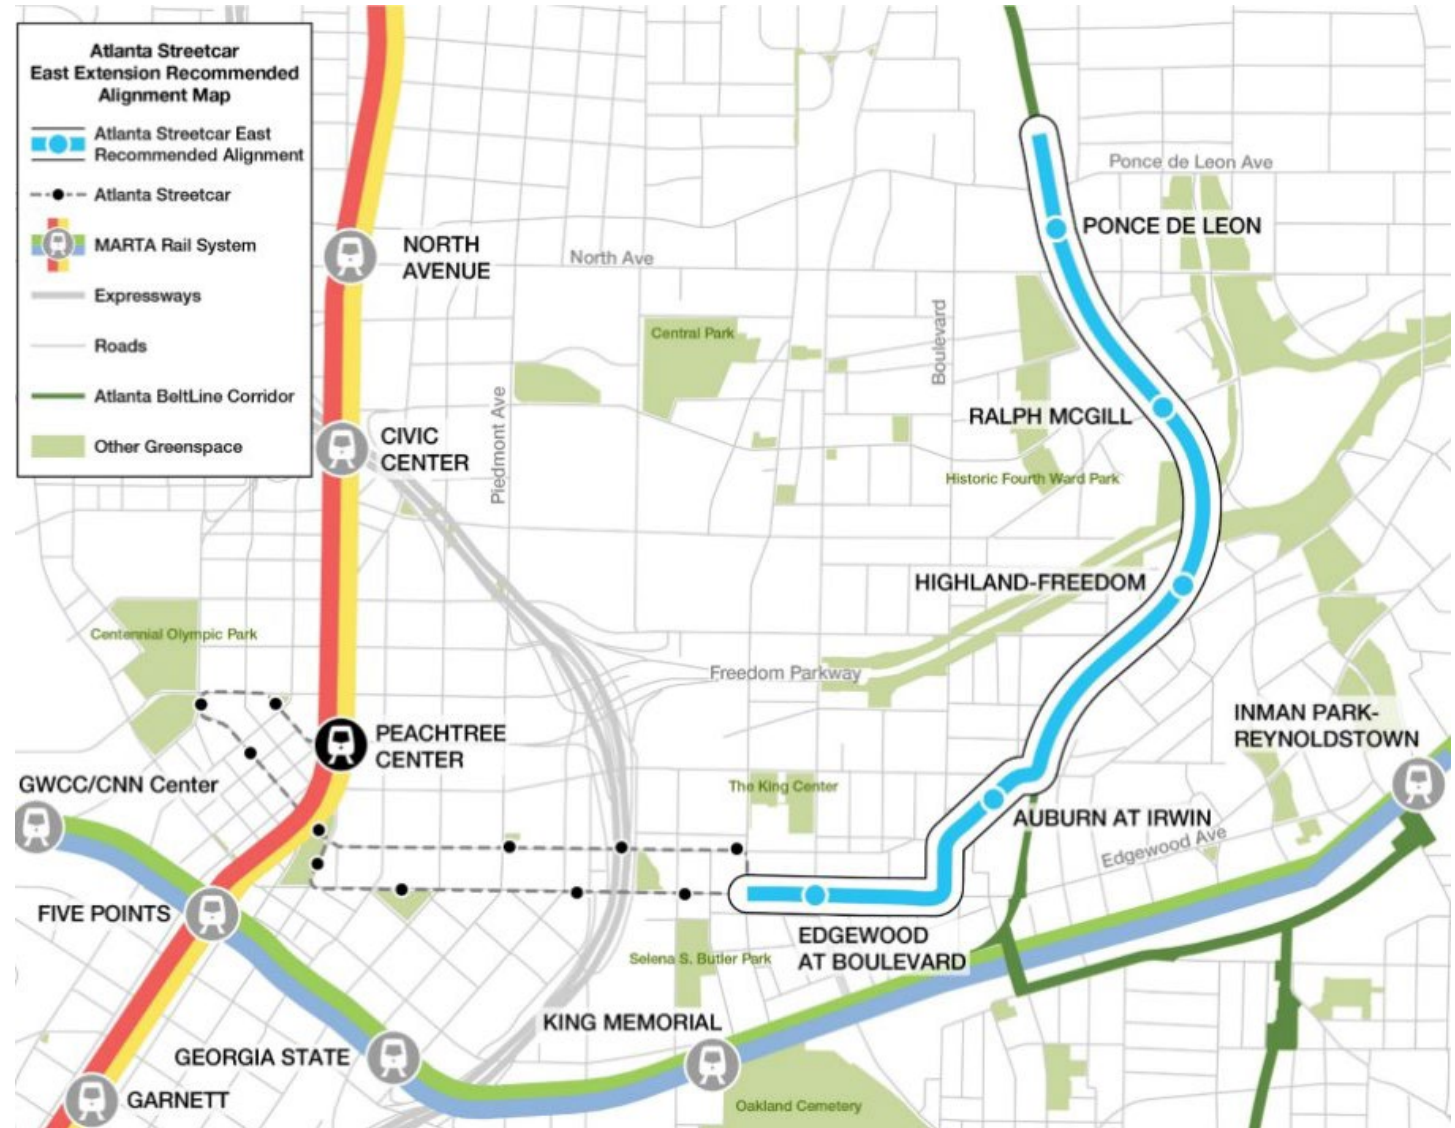 Atlanta Streetcar
East Extension Recommended
Alignment Map
Atlanta Streetcar East
Recommended Alignment
Atlanta Streetcar
MARTA Rail System
Expressways
Roads
Atlanta BeltLine Corridor
Other Greenspace
Ponce de Leon Ave
PONCE DE LEON
NORTH
AVENUE
North Ave
Central Park
Boulevard
Piedmont Ave
RALPH MCGILL
CIVIC
CENTER
Historic Fourth Ward Park
HIGHLAND-FREEDOM
Centennial Olympic Park
Freedom Parkway
INMAN PARK-
REYNOLDSTOWN
PEACHTREE
CENTER
GWCC/CNN Center
The King Center
AUBURN AT IRWIN
Edgewood Ave
FIVE POINTS
EDGEWOOD
AT BOULEVARD
Selena S. Butler Park
KING MEMORIAL
GEORGIA STATE
GARNETT
Oakland Cemetery